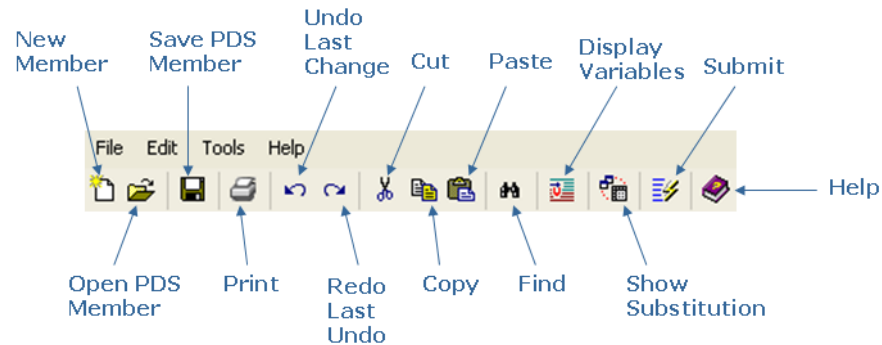 New
Member
Save PDS
Member
Undo
Last
Change
Cut
Paste
Display
Variables
Submit
File Edit Tools Help
Help
Open PDS
Member
Print
Redo
Last
Undo
Copy
Find
Show
Substitution